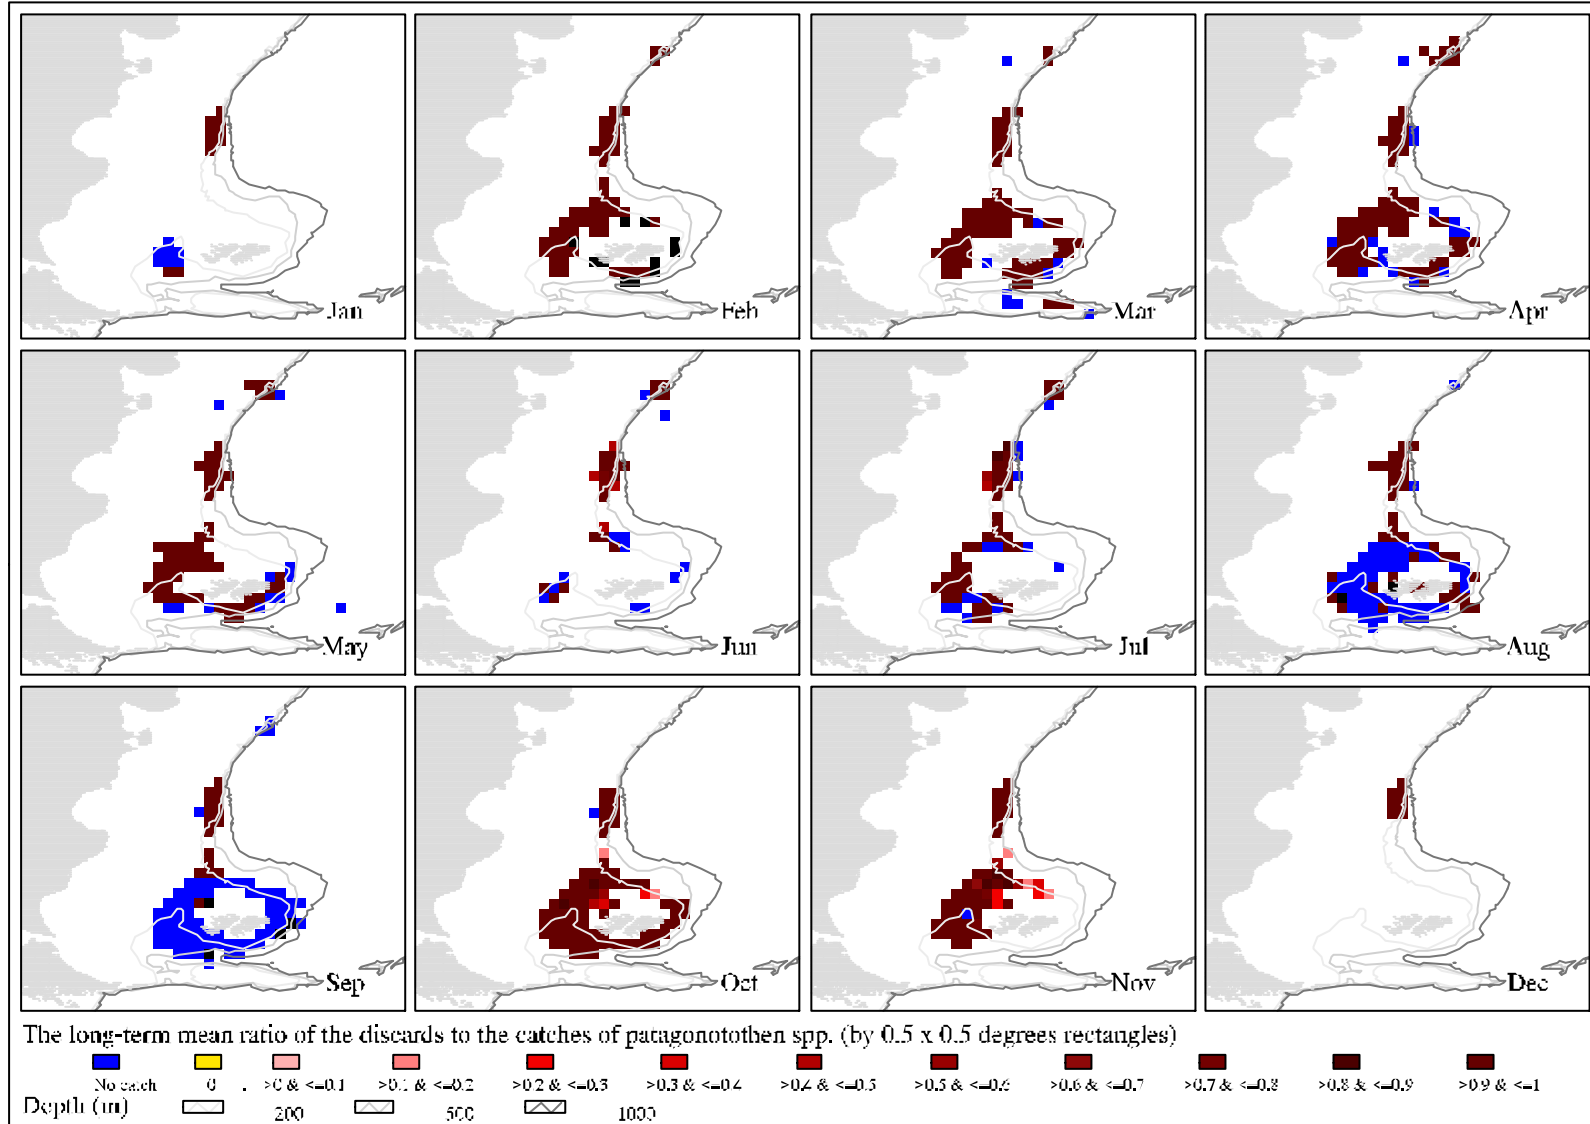 Jan Feb Mar Apr
May Jun Jul Aug
Sep Oct Nov Dec
The long-term mean ratio of the discards to the catches of patagonotothen spp. (by 0.5 x 0.5 degrees rectangles)
No catch 0 >0 & <=0.1 >0.1 & <=0.2 >0.2 & <=0.3 >0.3 & <=0.4 >0.4 & <=0.5 >0.5 & <=0.6 >0.6 & <=0.7 >0.7 & <=0.8 >0.8 & <=0.9 >0.9 & <=1
Depth (m) 200 500 1000